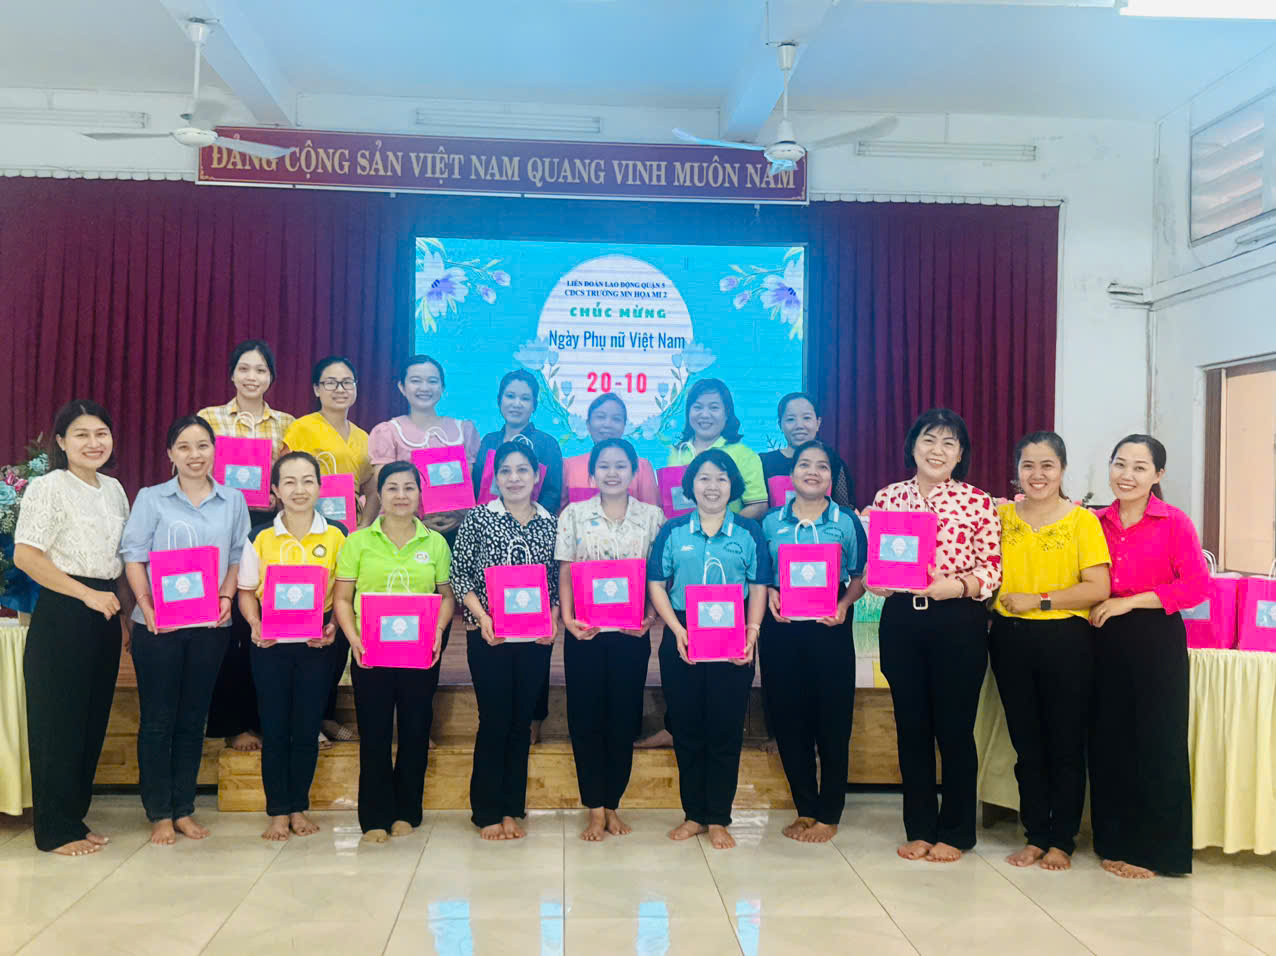 ĐẢNG CỘNG SẢN VIỆT NAM QUANG VINH MUÔN NĂM
LIÊN ĐOÀN LAO ĐỘNG QUẬN 5
CĐCS TRƯỜNG MN HỌA MI 2
CHÚC MỪNG
Ngày Phụ nữ Việt Nam
20-10